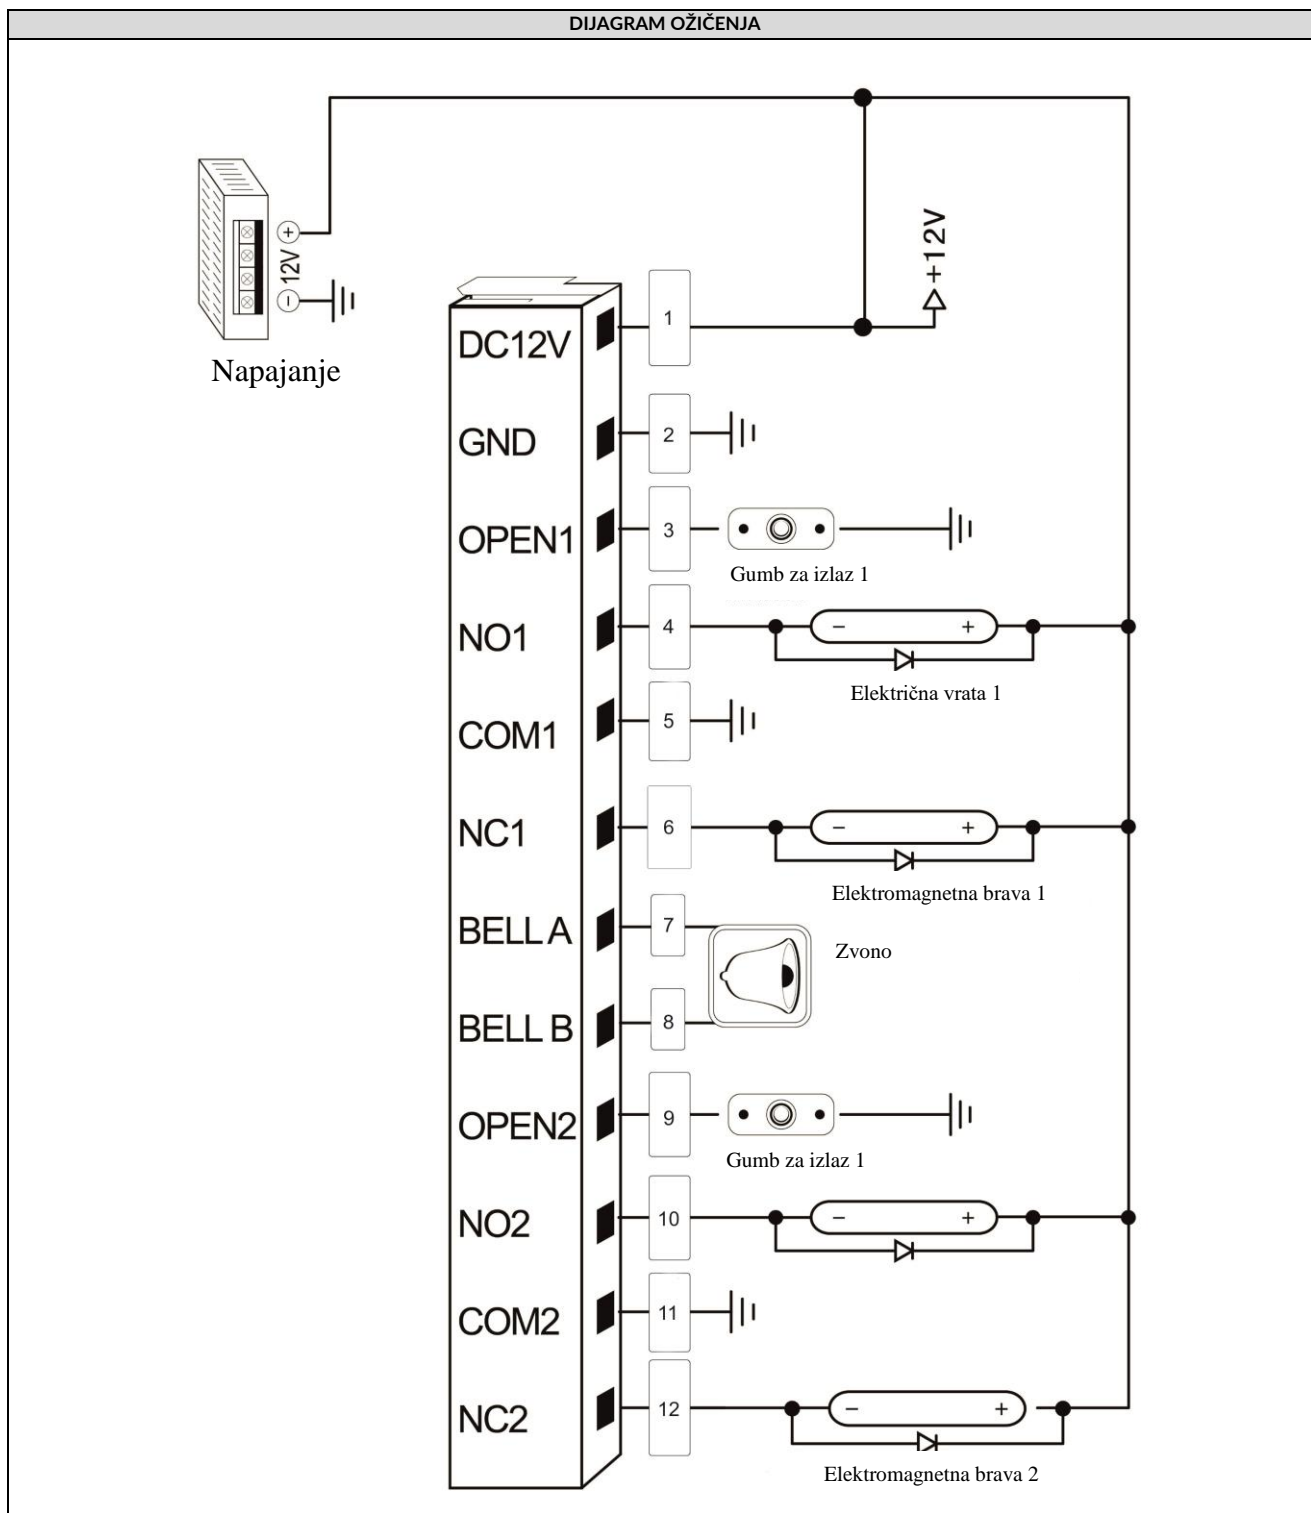 DIJAGRAM OŽIČENJA
+
12V
−
Napajanje
+12V
DC12V 1
GND 2
OPEN1 3
Gumb za izlaz 1
NO1 4 − +
Električna vrata 1
COM1 5
NC1 6 − +
Elektromagnetna brava 1
BELL A 7
Zvono
BELL B 8
OPEN2 9
Gumb za izlaz 1
NO2 10 − +
COM2 11
NC2 12 − +
Elektromagnetna brava 2